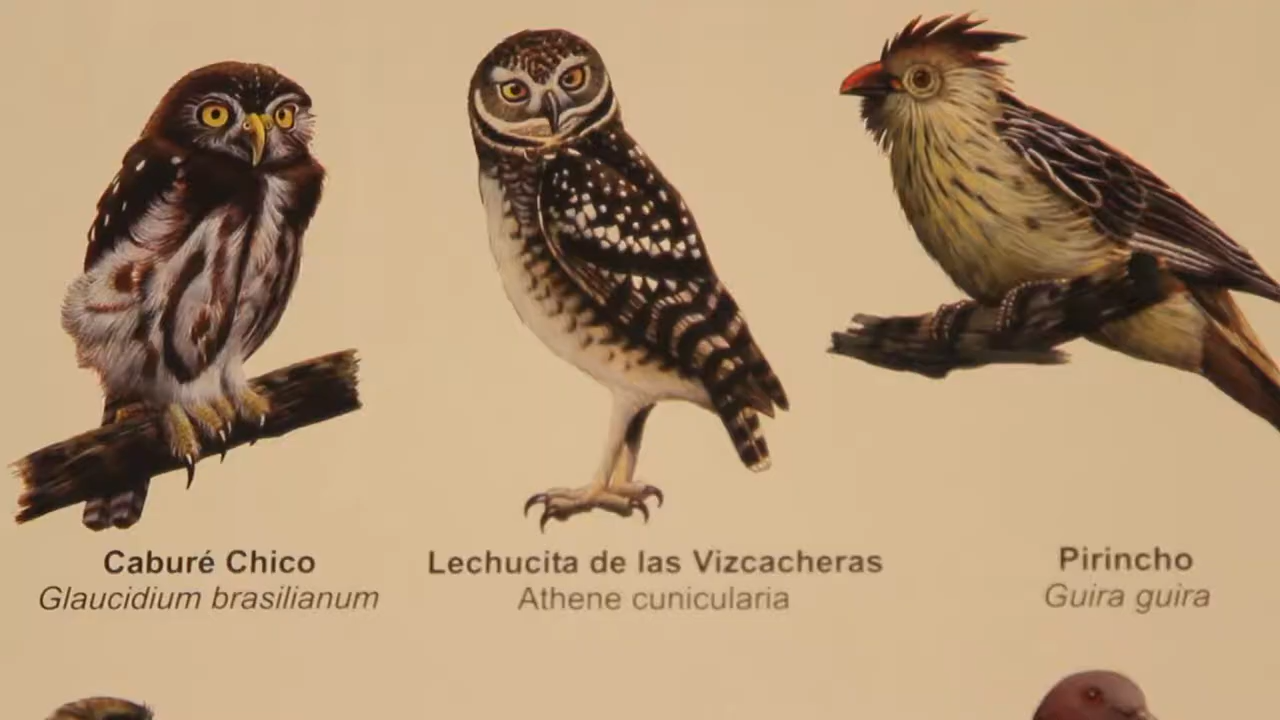 Caburé Chico
Glaucidium brasilianum
Lechucita de las Vizcacheras
Athene cunicularia
Pirincho
Guira guira